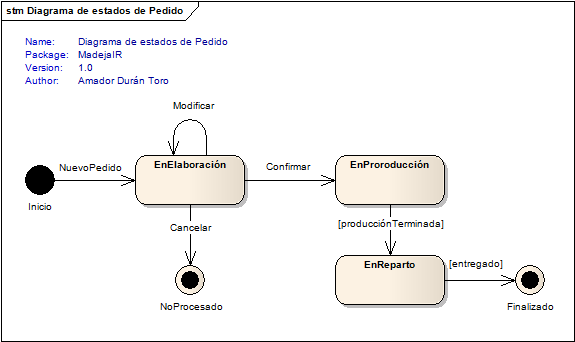 stm Diagrama de estados de Pedido
Name: Diagrama de estados de Pedido
Package: MadejaIR
Version: 1.0
Author: Amador Durán Toro
Modificar
NuevoPedido
EnElaboración
Confirmar
EnProroducción
Inicio
Cancelar
[producciónTerminada]
EnReparto
[entregado]
NoProcesado
Finalizado